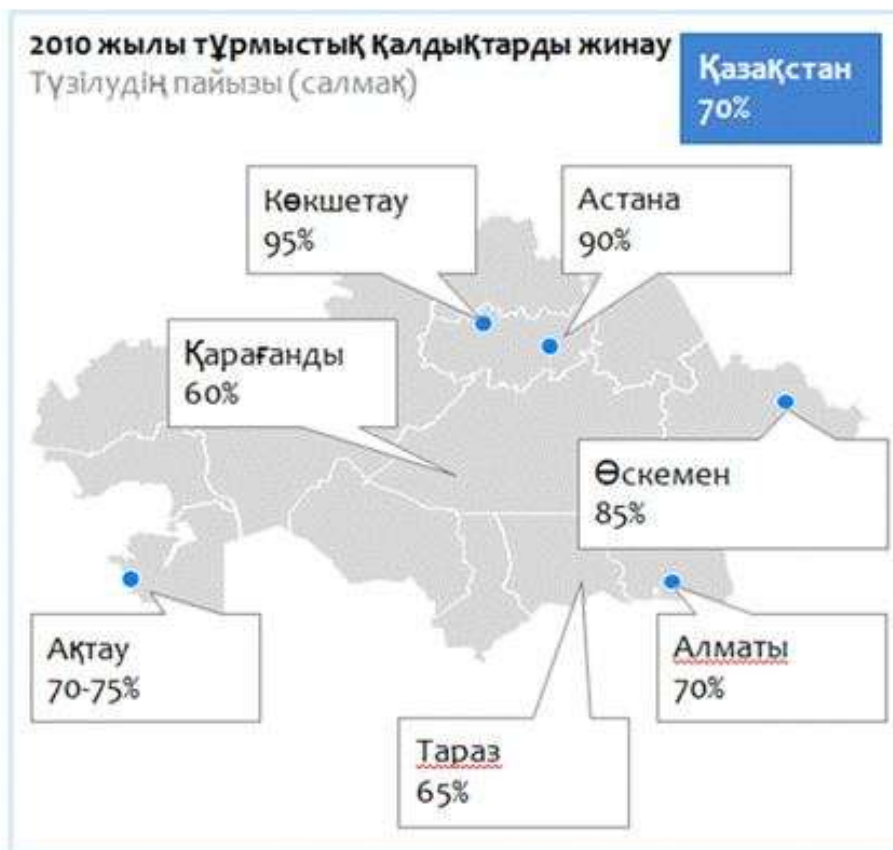 2010 жылы тұрмыстық қалдықтарды жинау
Түзілудің пайызы (салмақ)
Қазақстан
70%
Көкшетау
95%
Астана
90%
Қарағанды
60%
Өскемен
85%
Ақтау
70-75%
Алматы
70%
Тараз
65%